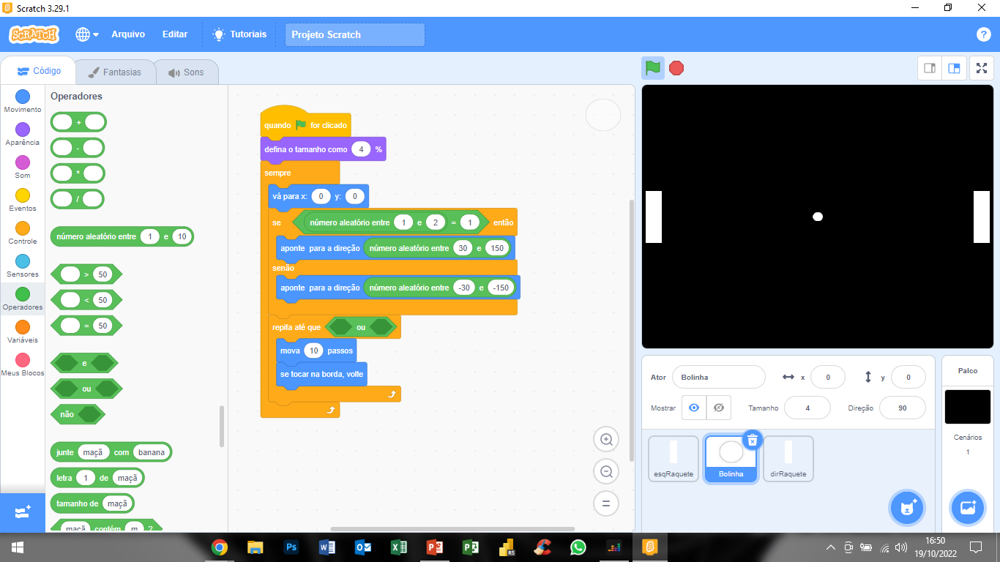 Scratch 3.29.1
SCRATCH
Arquivo
Editar
Tutoriais
Projeto Scratch
?
Código
Fantasias
Sons
Movimento
Aparência
Som
Eventos
Controle
Sensores
Operadores
Variáveis
Meus Blocos
Operadores
+
-
*
/
número aleatório entre 1 e 10
> 50
< 50
= 50
e
ou
não
junte maçã com banana
letra 1 de maçã
tamanho de maçã
maçã contém m ?
quando for clicado
defina o tamanho como 4 %
sempre
vá para x: 0 y: 0
se número aleatório entre 1 e 2 = 1 então
aponte para a direção número aleatório entre 30 e 150
senão
aponte para a direção número aleatório entre -30 e -150
repita até que ou
mova 10 passos
se tocar na borda, volte
Ator Bolinha x 0 y 0
Mostrar Tamanho 4 Direção 90
esqRaquete
Bolinha
dirRaquete
Palco
Cenários
1
Ps
RS
16:50
19/10/2022